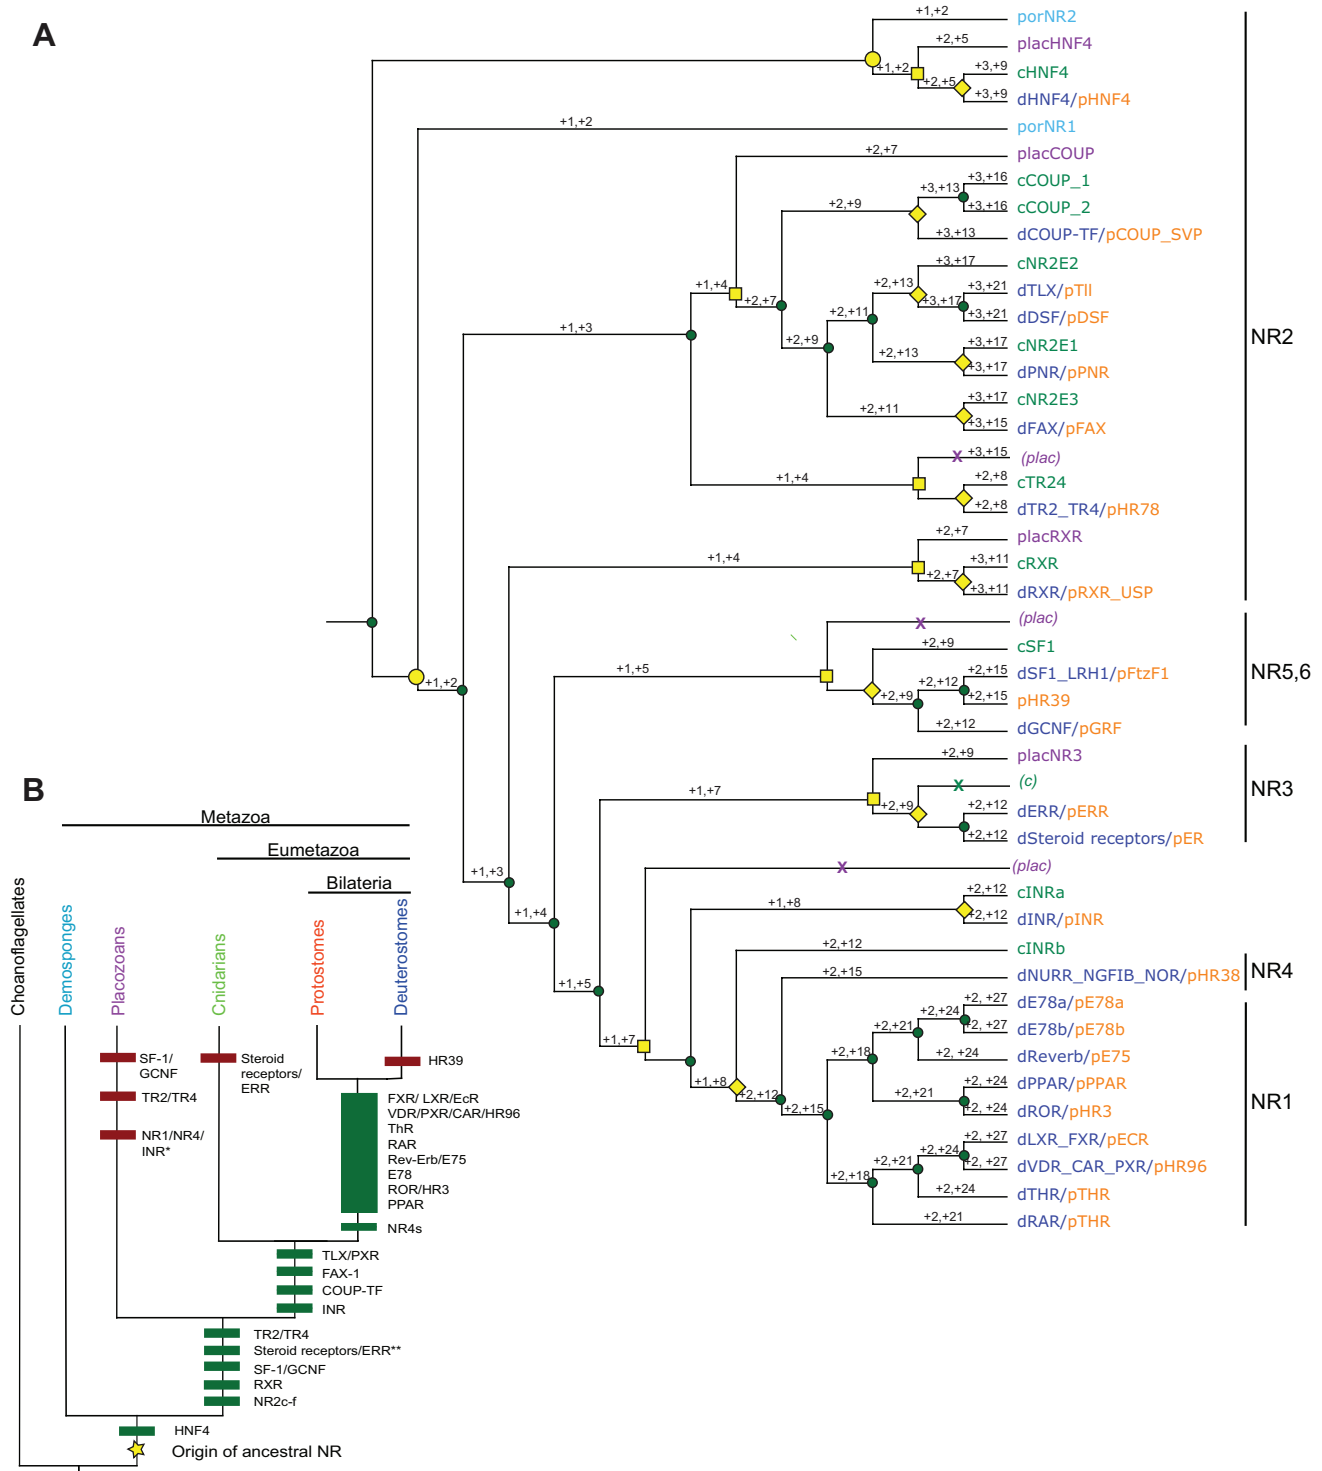 A
+1,+2
porNR2
+2,+5
placHNF4
+1,+2
+3,+9
cHNF4
+2,+5
+3,+9
dHNF4/pHNF4
+1,+2
porNR1
+2,+7
placCOUP
+3,+16
cCOUP_1
+3,+13
+2,+9
+3,+16
cCOUP_2
+3,+13
dCOUP-TF/pCOUP_SVP
+3,+17
cNR2E2
+1,+4
+2,+13
+3,+21
dTLX/pTll
+2,+7
+3,+17
+2,+11
+3,+21
dDSF/pDSF
+1,+3
NR2
+2,+9
+3,+17
cNR2E1
+2,+13
+3,+17
dPNR/pPNR
+3,+17
cNR2E3
+2,+11
+3,+15
dFAX/pFAX
x
+3,+15
(plac)
+1,+4
+2,+8
cTR24
+2,+8
dTR2_TR4/pHR78
+2,+7
placRXR
+1,+4
+3,+11
cRXR
+2,+7
+3,+11
dRXR/pRXR_USP
x
(plac)
+2,+9
cSF1
+1,+5
+2,+15
dSF1_LRH1/pFtzF1
NR5,6
+1,+2
+2,+12
+2,+9
+2,+15
pHR39
+2,+12
dGCNF/pGRF
+2,+9
placNR3
x
(c)
NR3
+1,+7
+2,+9
+2,+12
dERR/pERR
+2,+12
dSteroid receptors/pER
x
(plac)
+1,+3
+2,+12
cINRa
+1,+8
+1,+4
+2,+12
dINR/pINR
+2,+12
cINRb
+2,+15
dNURR_NGFIB_NOR/pHR38
NR4
+1,+5
+2, +27
dE78a/pE78a
+2,+24
+2,+21
+2, +27
dE78b/pE78b
+1,+7
+2,+18
+2, +24
dReverb/pE75
+1,+8
+2,+12
+2, +24
dPPAR/pPPAR
+2,+15
+2,+21
+2, +24
dROR/pHR3
NR1
+2, +27
dLXR_FXR/pECR
+2,+24
+2,+21
+2, +27
dVDR_CAR_PXR/pHR96
+2,+18
+2,+24
dTHR/pTHR
+2,+21
dRAR/pTHR
B
Metazoa
Eumetazoa
Bilateria
Choanoflagellates
Demosponges
Placozoans
Cnidarians
Protostomes
Deuterostomes
SF-1/
GCNF
TR2/TR4
NR1/NR4/
INR*
Steroid
receptors/
ERR
HR39
FXR/ LXR/EcR
VDR/PXR/CAR/HR96
ThR
RAR
Rev-Erb/E75
E78
ROR/HR3
PPAR
NR4s
TLX/PXR
FAX-1
COUP-TF
INR
TR2/TR4
Steroid receptors/ERR**
SF-1/GCNF
RXR
NR2c-f
HNF4
Origin of ancestral NR